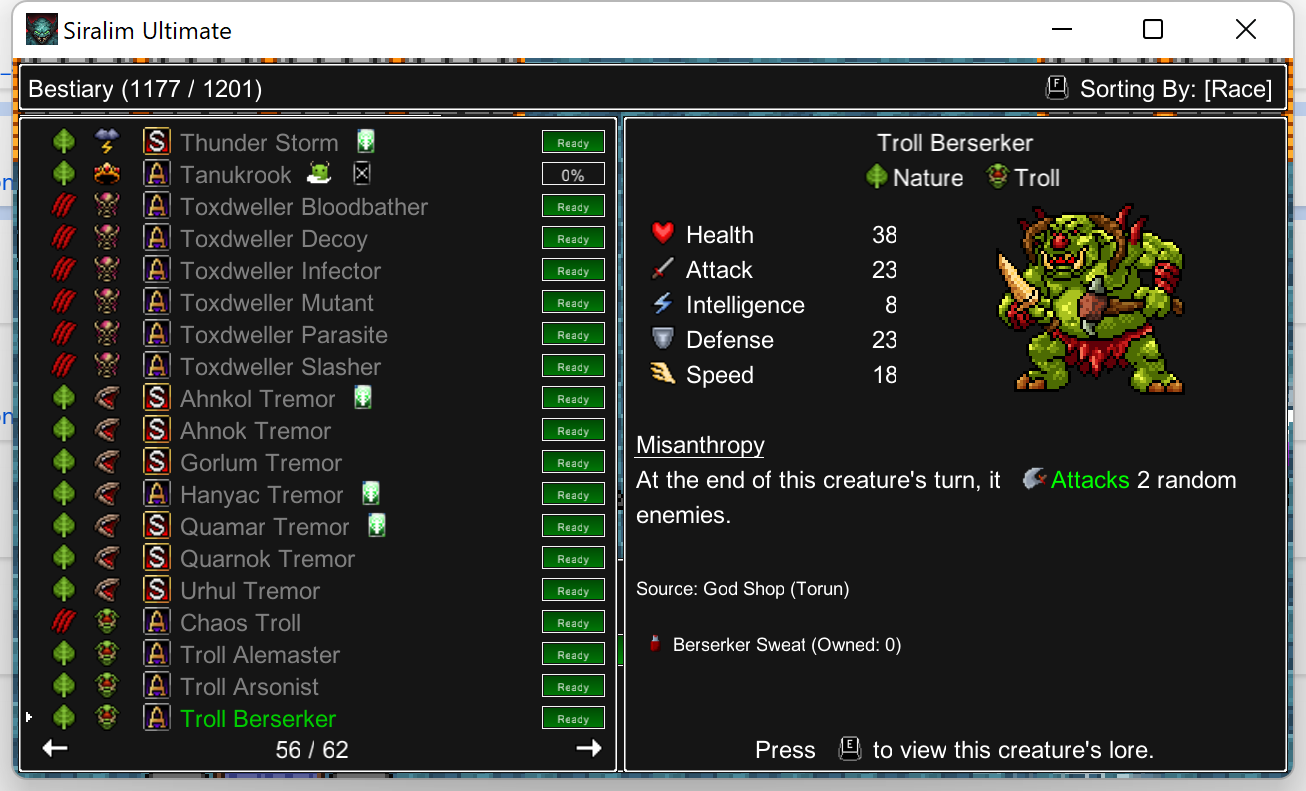 Siralim Ultimate
Bestiary (1177 / 1201)
F Sorting By: [Race]
S Thunder Storm Ready
A Tanukrook 0%
A Toxdweller Bloodbather Ready
A Toxdweller Decoy Ready
A Toxdweller Infector Ready
A Toxdweller Mutant Ready
A Toxdweller Parasite Ready
A Toxdweller Slasher Ready
S Ahnkol Tremor Ready
S Ahnok Tremor Ready
S Gorlum Tremor Ready
A Hanyac Tremor Ready
S Quamar Tremor Ready
S Quarnok Tremor Ready
S Urhul Tremor Ready
A Chaos Troll Ready
A Troll Alemaster Ready
A Troll Arsonist Ready
A Troll Berserker Ready
56 / 62
Troll Berserker
Nature Troll
Health 38
Attack 23
Intelligence 8
Defense 23
Speed 18
Misanthropy
At the end of this creature's turn, it Attacks 2 random
enemies.
Source: God Shop (Torun)
Berserker Sweat (Owned: 0)
Press E to view this creature's lore.